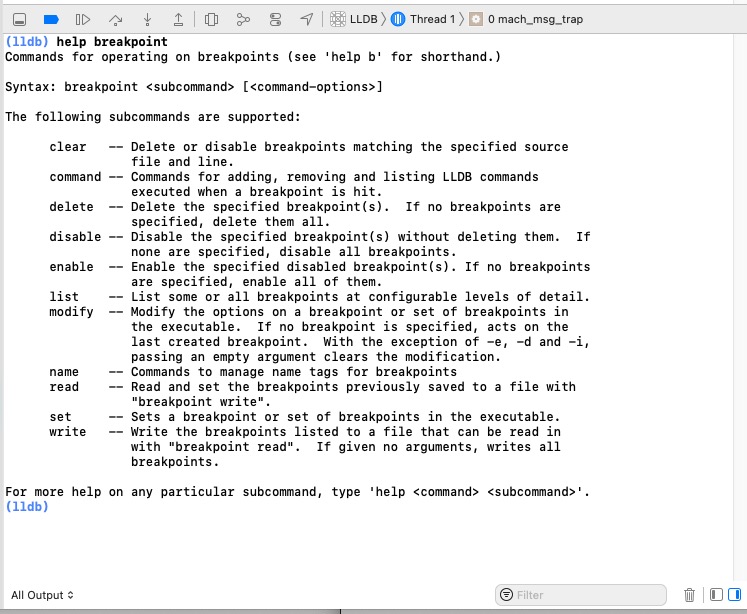 LLDB Thread 1 0 mach_msg_trap
(lldb) help breakpoint
Commands for operating on breakpoints (see 'help b' for shorthand.)
Syntax: breakpoint <subcommand> [<command-options>]
The following subcommands are supported:
clear -- Delete or disable breakpoints matching the specified source
file and line.
command -- Commands for adding, removing and listing LLDB commands
executed when a breakpoint is hit.
delete -- Delete the specified breakpoint(s).  If no breakpoints are
specified, delete them all.
disable -- Disable the specified breakpoint(s) without deleting them.  If
none are specified, disable all breakpoints.
enable -- Enable the specified disabled breakpoint(s). If no breakpoints
are specified, enable all of them.
list -- List some or all breakpoints at configurable levels of detail.
modify -- Modify the options on a breakpoint or set of breakpoints in
the executable.  If no breakpoint is specified, acts on the
last created breakpoint.  With the exception of -e, -d and -i,
passing an empty argument clears the modification.
name -- Commands to manage name tags for breakpoints
read -- Read and set the breakpoints previously saved to a file with
"breakpoint write".
set -- Sets a breakpoint or set of breakpoints in the executable.
write -- Write the breakpoints listed to a file that can be read in
with "breakpoint read".  If given no arguments, writes all
breakpoints.
For more help on any particular subcommand, type 'help <command> <subcommand>'.
(lldb)
All Output Filter